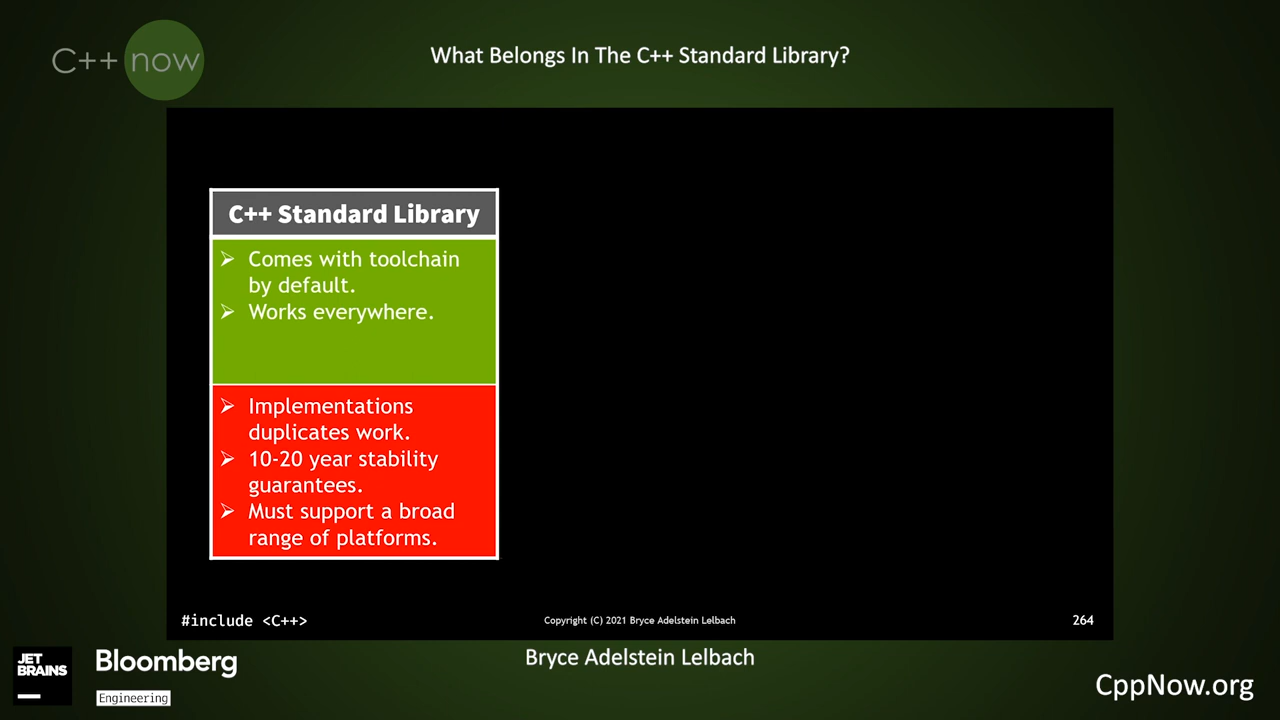 C++ now
What Belongs In The C++ Standard Library?
C++ Standard Library
➢ Comes with toolchain
by default.
➢ Works everywhere.
➢ Implementations
duplicates work.
➢ 10-20 year stability
guarantees.
➢ Must support a broad
range of platforms.
#include <C++>
Copyright (C) 2021 Bryce Adelstein Lelbach
264
JET
BRAINS
Bloomberg
Engineering
Bryce Adelstein Lelbach
CppNow.org